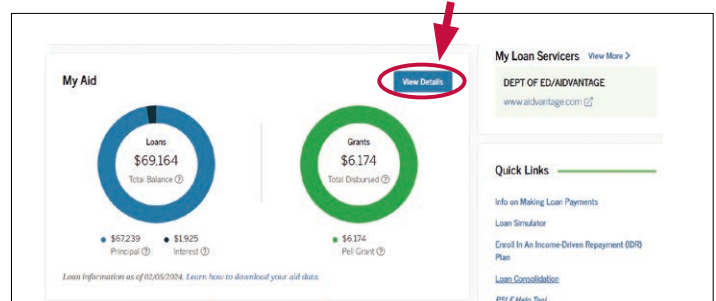 My Aid
View Details
Loans
$69,164
Total Balance
Grants
$6,174
Total Disbursed
$67,239
Principal
$1,925
Interest
$6,174
Pell Grant
Loan information as of 02/05/2024. Learn how to download your aid data.
My Loan Servicers View More >
DEPT OF ED/AIDVANTAGE
www.aidvantage.com
Quick Links
Info on Making Loan Payments
Loan Simulator
Enroll In An Income-Driven Repayment (IDR)
Plan
Loan Consolidation
PSLF Help Tool